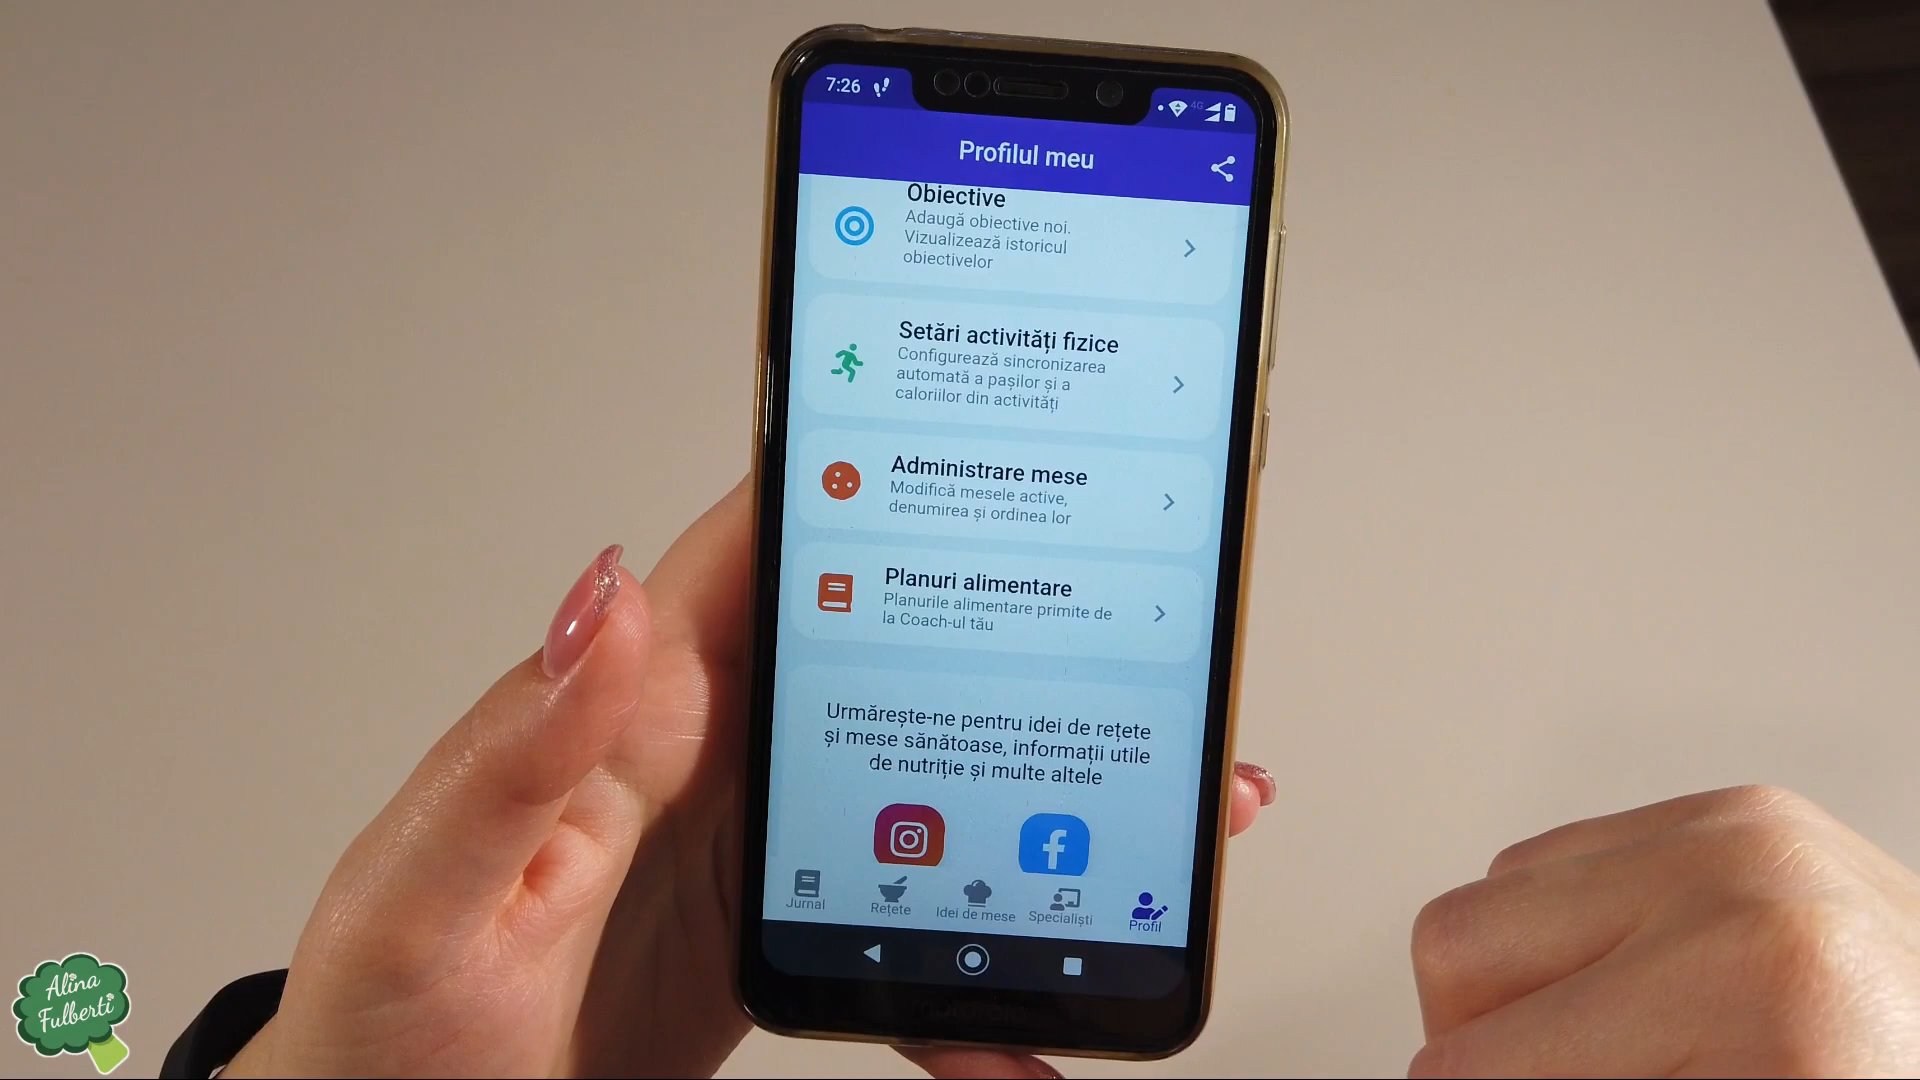 7:26
4G
Profilul meu
Obiective
Adaugă obiective noi.
Vizualizează istoricul
obiectivelor
Setări activități fizice
Configurează sincronizarea
automată a pașilor și a
caloriilor din activități
Administrare mese
Modifică mesele active,
denumirea și ordinea lor
Planuri alimentare
Planurile alimentare primite de
la Coach-ul tău
Urmărește-ne pentru idei de rețete
și mese sănătoase, informații utile
de nutriție și multe altele
Jurnal
Rețete
Idei de mese
Specialiști
Profil
motorola
Alina
Fulberti